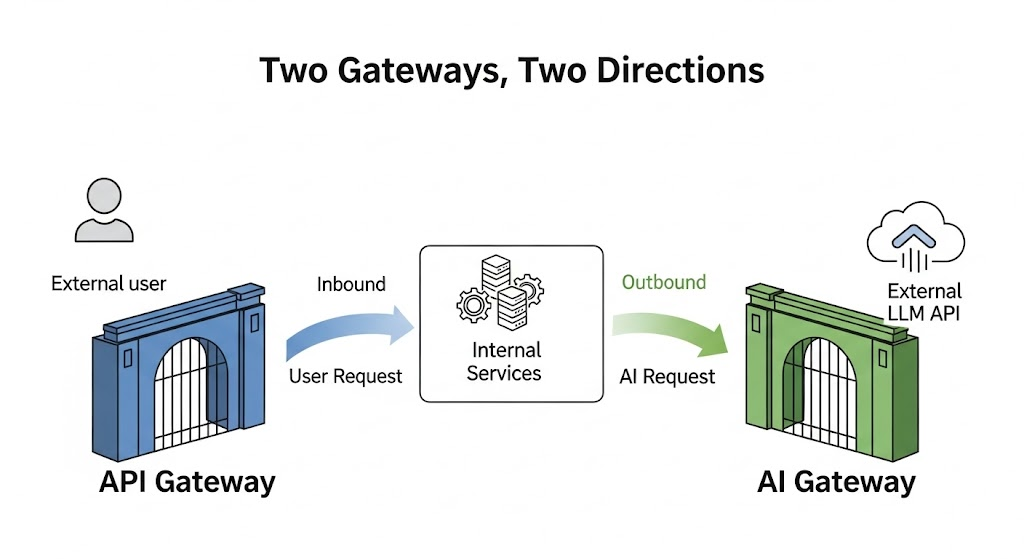 Two Gateways, Two Directions
External user
Inbound
User Request
API Gateway
Internal
Services
Outbound
AI Request
External
LLM API
AI Gateway